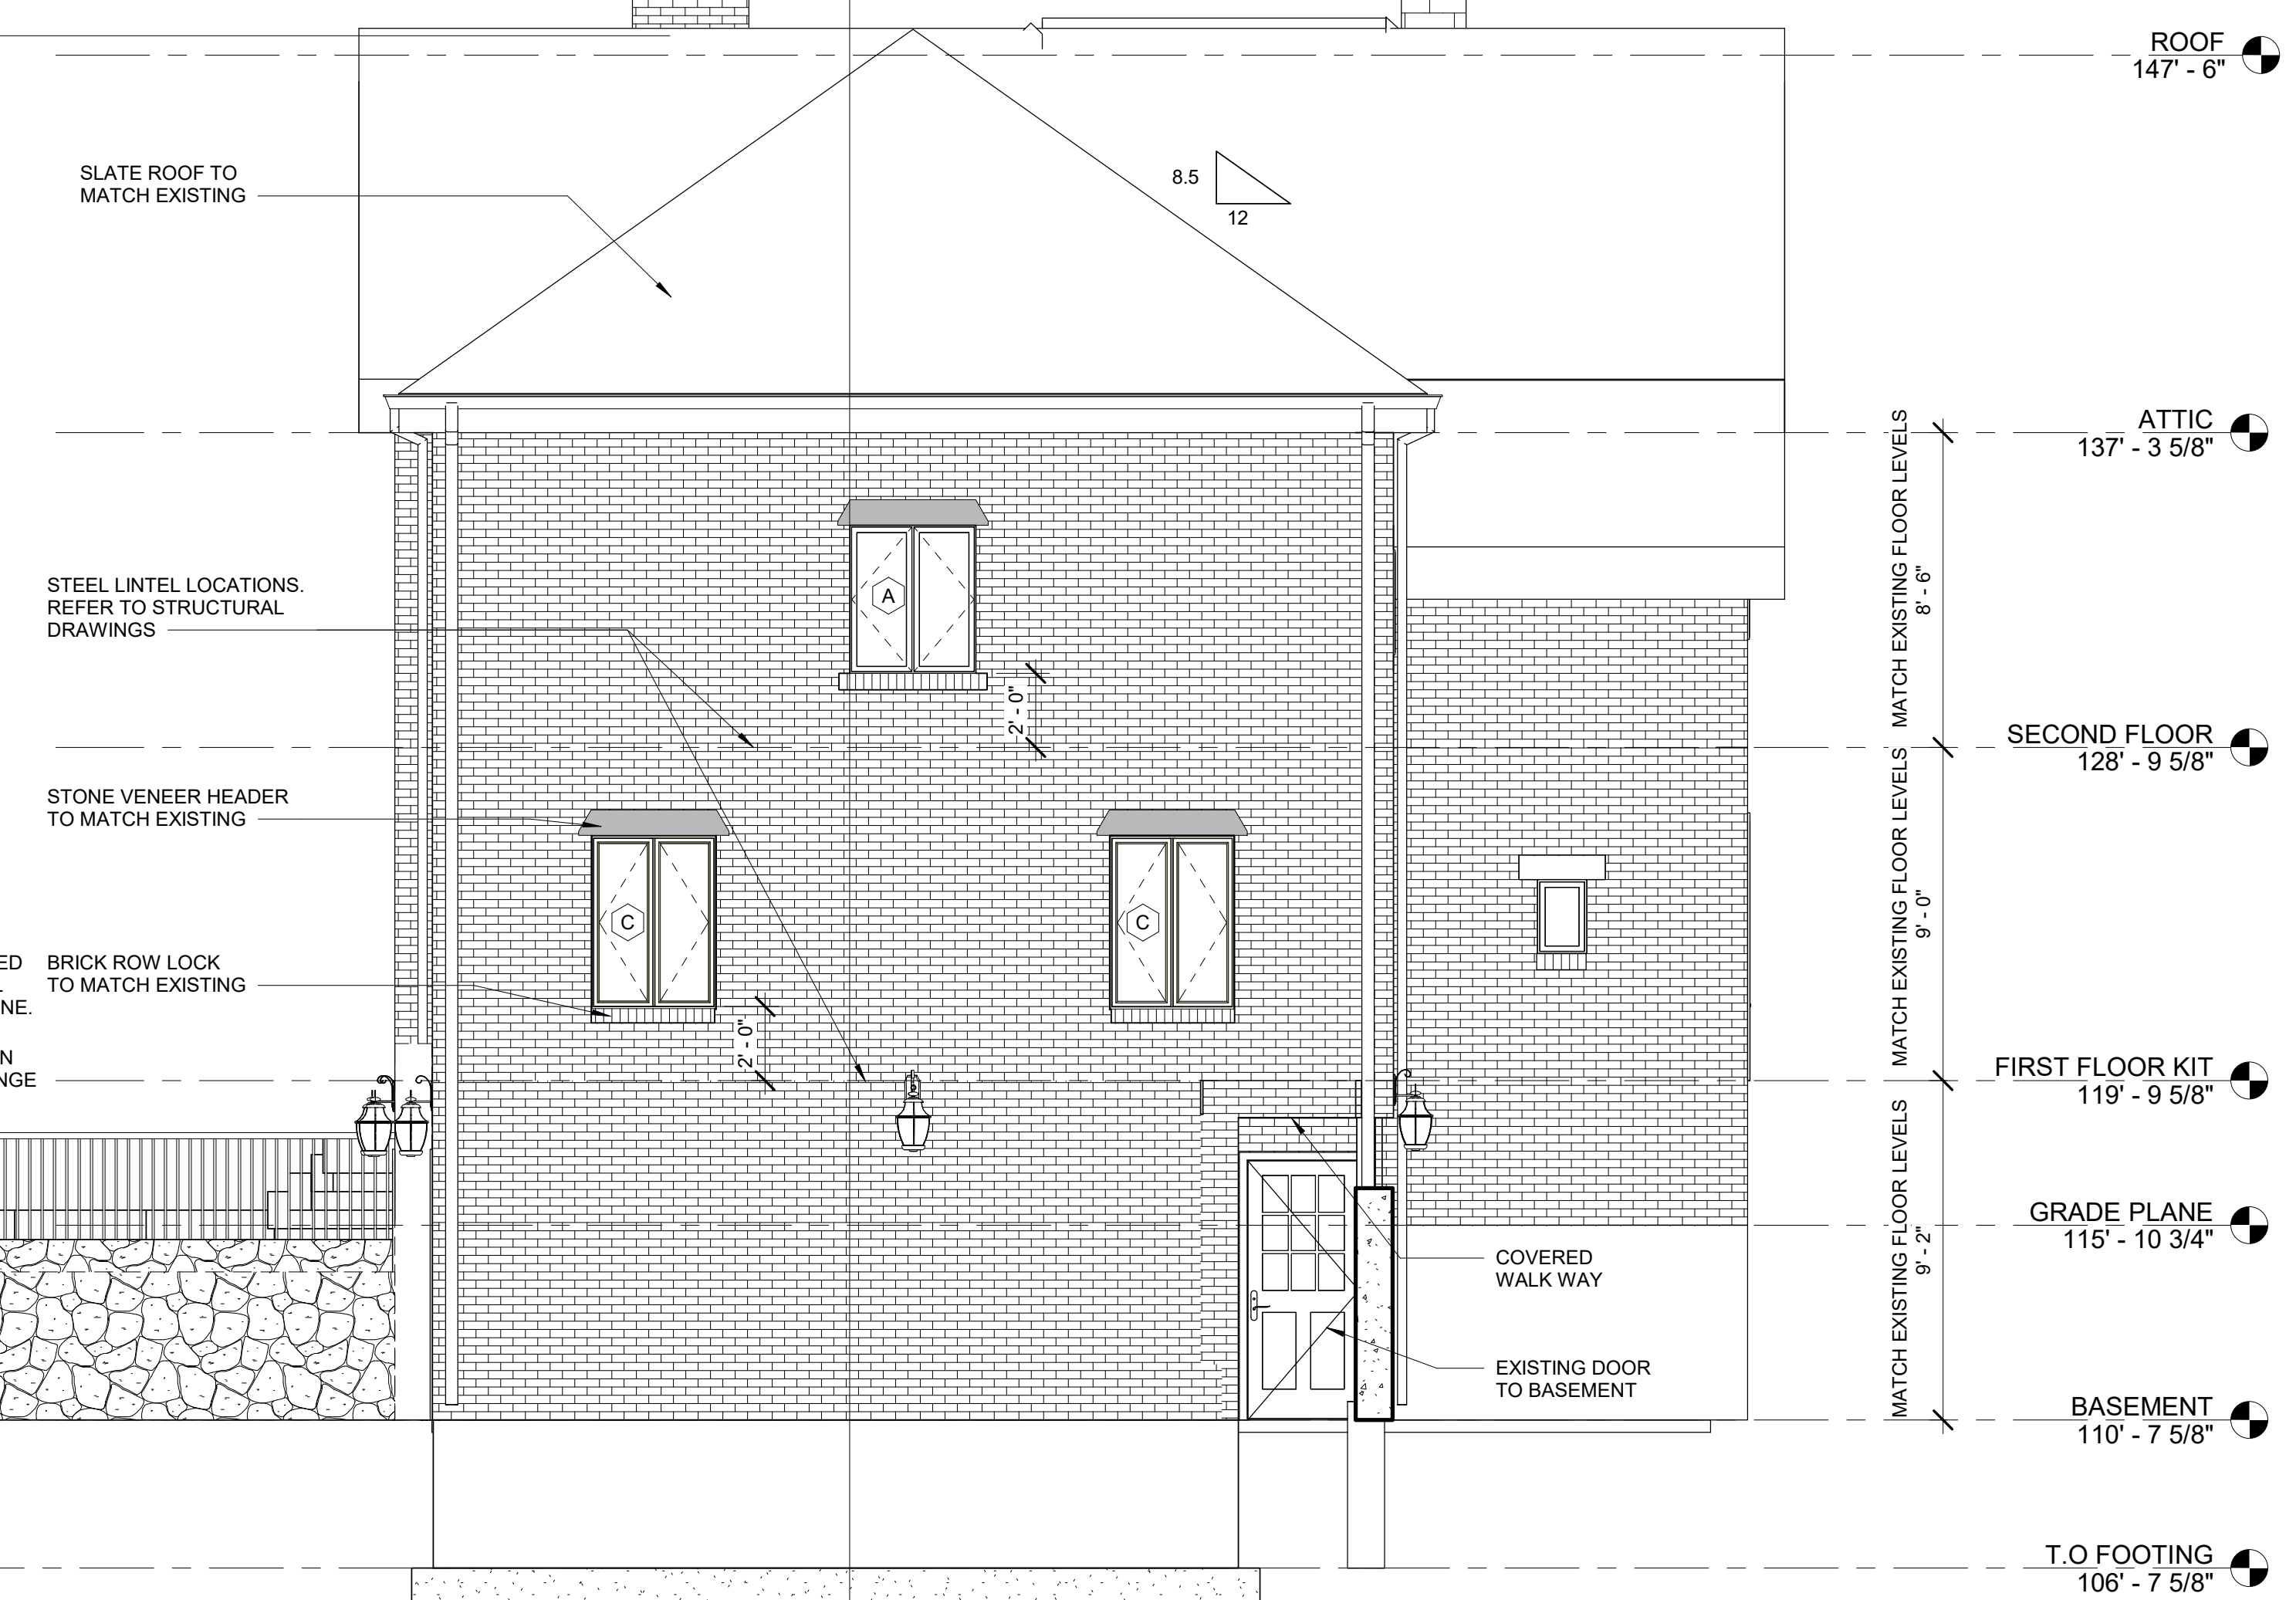 ROOF
147' - 6"
SLATE ROOF TO
MATCH EXISTING
8.5
12
ATTIC
137' - 3 5/8"
MATCH EXISTING FLOOR LEVELS
8' - 6"
STEEL LINTEL LOCATIONS.
REFER TO STRUCTURAL
DRAWINGS
A
2' - 0"
SECOND FLOOR
128' - 9 5/8"
STONE VENEER HEADER
TO MATCH EXISTING
MATCH EXISTING FLOOR LEVELS
9' - 0"
C
C
ED
BRICK ROW LOCK
TO MATCH EXISTING
NE.
2' - 0"
N
NGE
FIRST FLOOR KIT
119' - 9 5/8"
MATCH EXISTING FLOOR LEVELS
9' - 2"
GRADE PLANE
115' - 10 3/4"
COVERED
WALK WAY
EXISTING DOOR
TO BASEMENT
BASEMENT
110' - 7 5/8"
T.O FOOTING
106' - 7 5/8"